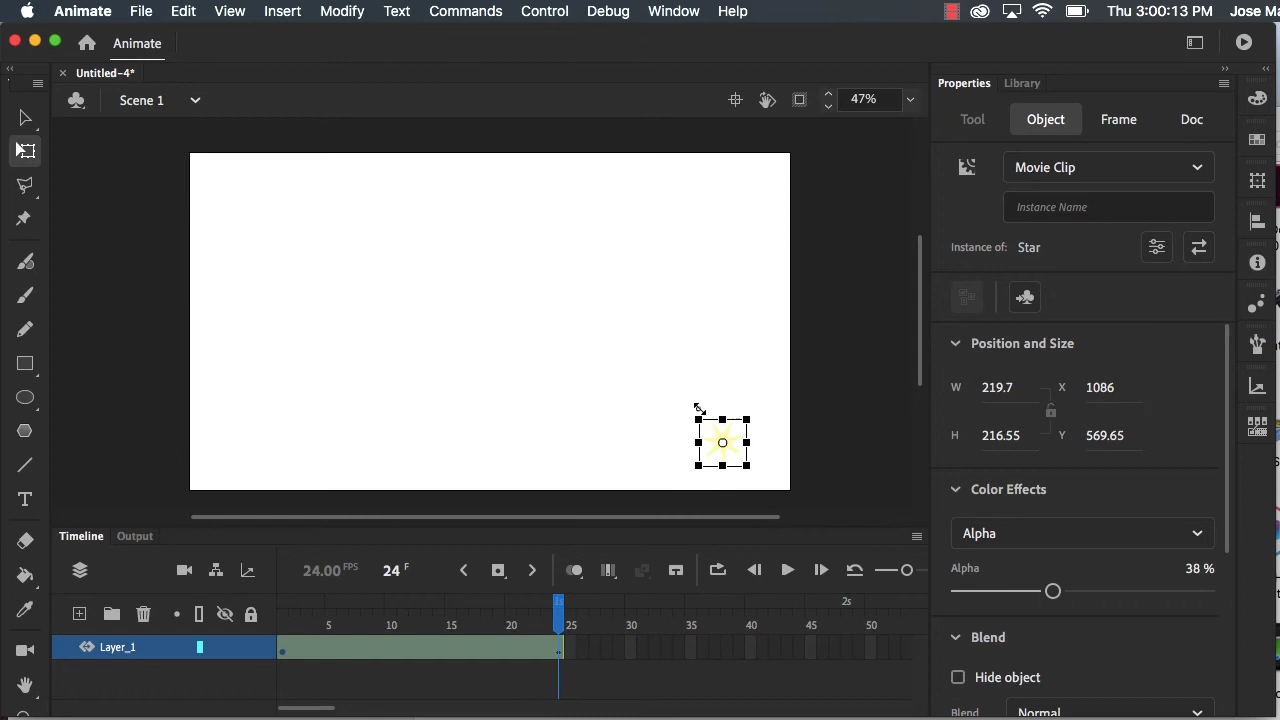 Animate File Edit View Insert Modify Text Commands Control Debug Window Help Thu 3:00:13 PM Jose Ma
Animate
Untitled-4*
Properties Library
Scene 1 47%
Tool Object Frame Doc
Movie Clip
Instance Name
Instance of: Star
Position and Size
W 219.7 X 1086
H 216.55 Y 569.65
Color Effects
Alpha
Alpha 38 %
Blend
Hide object
Blend Normal
Timeline Output
24.00 FPS 24 F
1s 2s
5 10 15 20 25 30 35 40 45 50
Layer_1